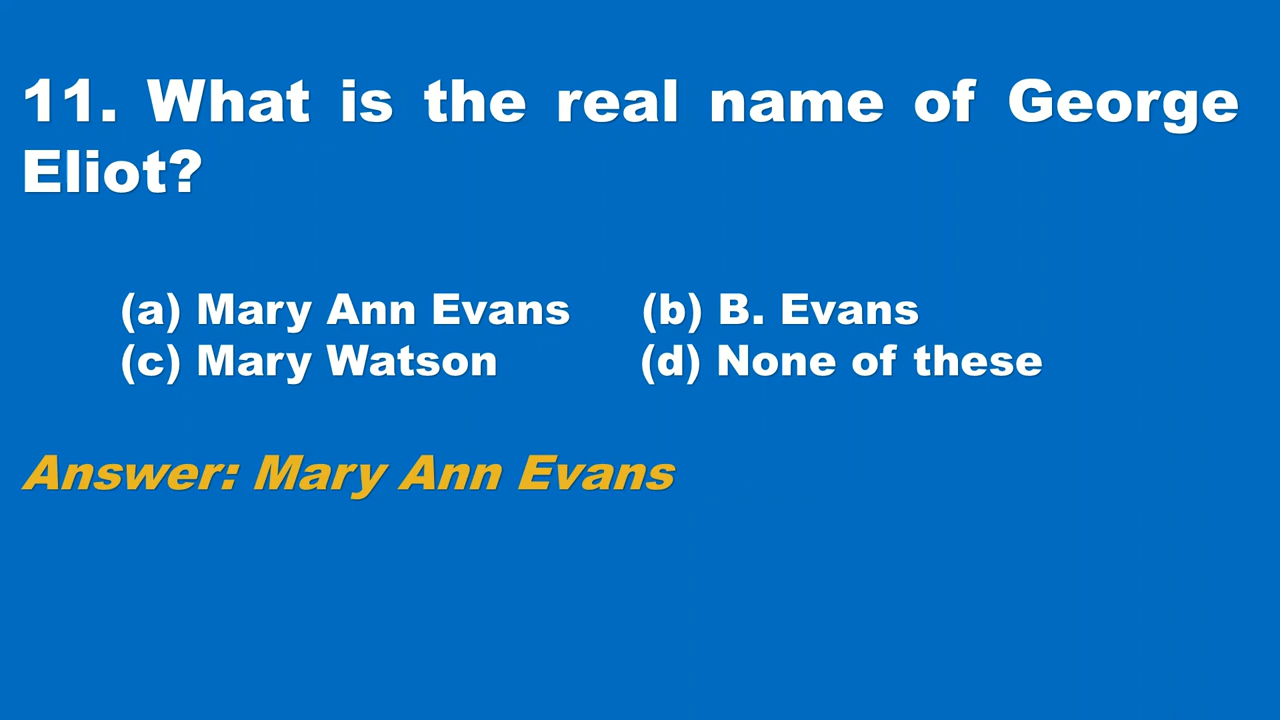 11. What is the real name of George
Eliot?
(a) Mary Ann Evans (b) B. Evans
(c) Mary Watson (d) None of these
Answer: Mary Ann Evans